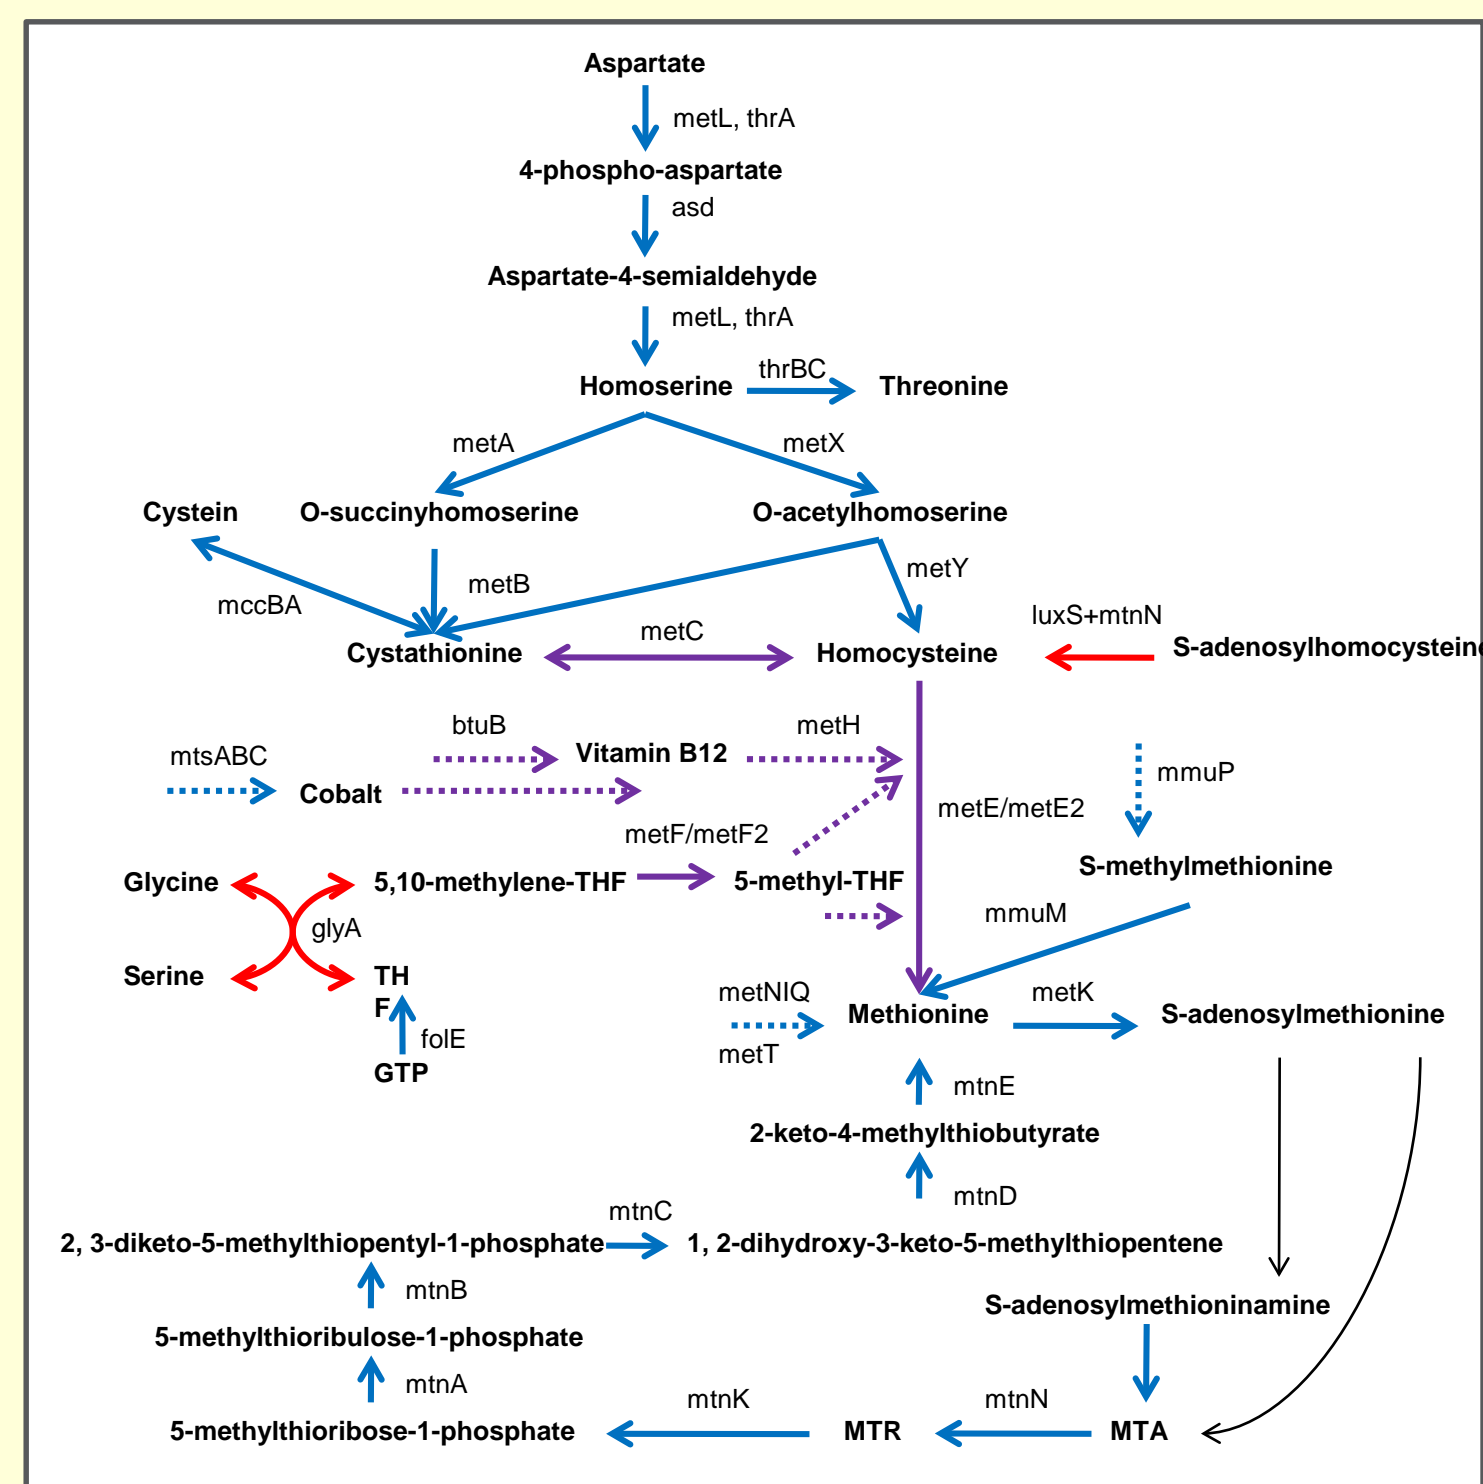 Aspartate
metL, thrA
4-phospho-aspartate
asd
Aspartate-4-semialdehyde
metL, thrA
Homoserine
thrBC
Threonine
metA
metX
Cystein
O-succinyhomoserine
O-acetylhomoserine
mccBA
metB
metY
Cystathionine
metC
Homocysteine
luxS+mtnN
S-adenosylhomocysteine
mtsABC
Cobalt
btuB
Vitamin B12
metH
metE/metE2
mmuP
S-methylmethionine
mmuM
Glycine
Serine
glyA
5,10-methylene-THF
metF/metF2
5-methyl-THF
TH
F
folE
GTP
metNIQ
metT
Methionine
metK
S-adenosylmethionine
mtnE
2-keto-4-methylthiobutyrate
mtnD
2, 3-diketo-5-methylthiopentyl-1-phosphate
mtnC
1, 2-dihydroxy-3-keto-5-methylthiopentene
mtnB
5-methylthioribulose-1-phosphate
mtnA
5-methylthioribose-1-phosphate
mtnK
MTR
mtnN
MTA
S-adenosylmethioninamine